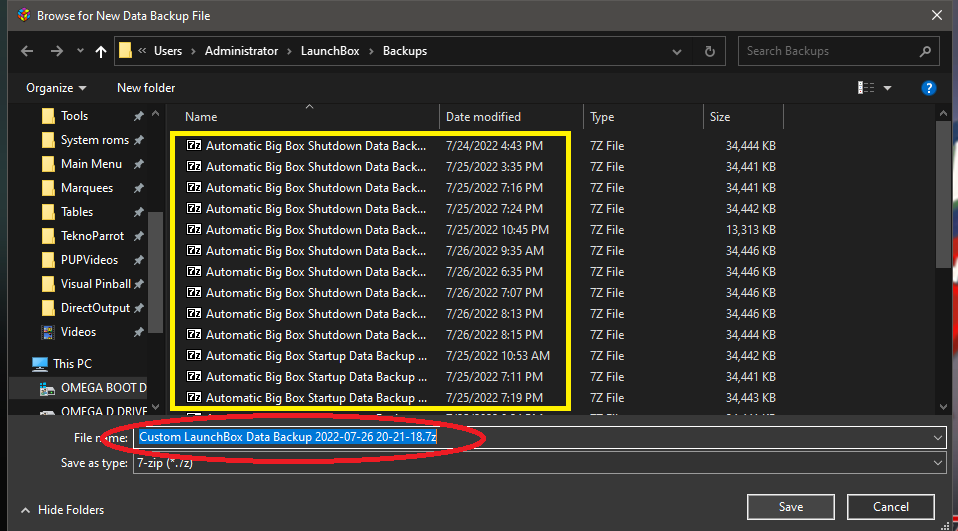 Browse for New Data Backup File
« Users › Administrator › LaunchBox › Backups
Search Backups
Organize New folder
Name Date modified Type Size
Tools
System roms
Main Menu
Marquees
Tables
TeknoParrot
PUPVideos
Visual Pinball
DirectOutput
Videos
This PC
OMEGA BOOT D
OMEGA D DRIVE
Automatic Big Box Shutdown Data Back... 7/24/2022 4:43 PM 7Z File 34,444 KB
Automatic Big Box Shutdown Data Back... 7/25/2022 3:35 PM 7Z File 34,441 KB
Automatic Big Box Shutdown Data Back... 7/25/2022 7:16 PM 7Z File 34,441 KB
Automatic Big Box Shutdown Data Back... 7/25/2022 7:24 PM 7Z File 34,442 KB
Automatic Big Box Shutdown Data Back... 7/25/2022 10:45 PM 7Z File 13,313 KB
Automatic Big Box Shutdown Data Back... 7/26/2022 9:35 AM 7Z File 34,446 KB
Automatic Big Box Shutdown Data Back... 7/26/2022 6:35 PM 7Z File 34,446 KB
Automatic Big Box Shutdown Data Back... 7/26/2022 7:07 PM 7Z File 34,446 KB
Automatic Big Box Shutdown Data Back... 7/26/2022 8:13 PM 7Z File 34,446 KB
Automatic Big Box Shutdown Data Back... 7/26/2022 8:15 PM 7Z File 34,446 KB
Automatic Big Box Startup Data Backup ... 7/25/2022 10:53 AM 7Z File 34,442 KB
Automatic Big Box Startup Data Backup ... 7/25/2022 7:11 PM 7Z File 34,441 KB
Automatic Big Box Startup Data Backup ... 7/25/2022 7:19 PM 7Z File 34,443 KB
File name: Custom LaunchBox Data Backup 2022-07-26 20-21-18.7z
Save as type: 7-zip (*.7z)
Hide Folders
Save
Cancel